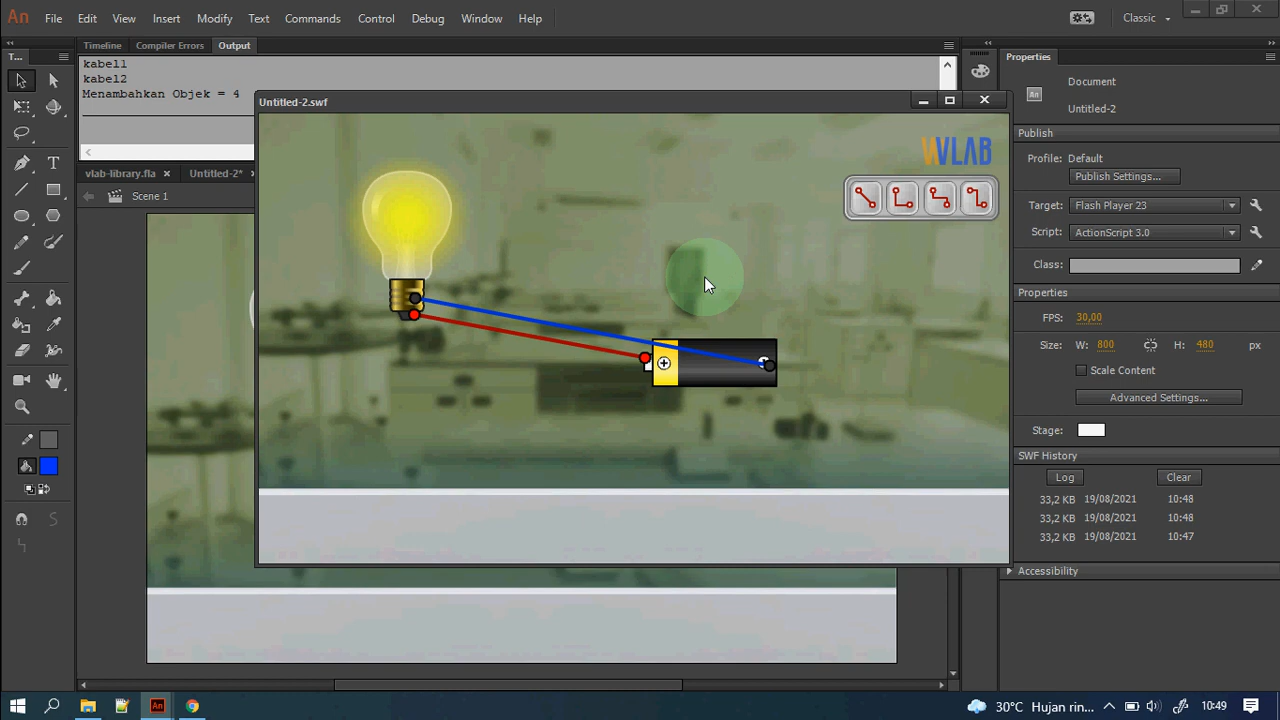 An File Edit View Insert Modify Text Commands Control Debug Window Help Classic
T... Timeline Compiler Errors Output Properties
kabel1
kabel2
Menambahkan Objek = 4
An Document
Untitled-2
Untitled-2.swf
WLAB
vlab-library.fla × Untitled-2* ×
Scene 1
Publish
Profile: Default
Publish Settings...
Target: Flash Player 23
Script: ActionScript 3.0
Class:
Properties
FPS: 30,00
Size: W: 800 H: 480 px
Scale Content
Advanced Settings...
Stage:
SWF History
Log Clear
33,2 KB 19/08/2021 10:48
33,2 KB 19/08/2021 10:48
33,2 KB 19/08/2021 10:47
Accessibility
An 30°C Hujan rin... 10:49